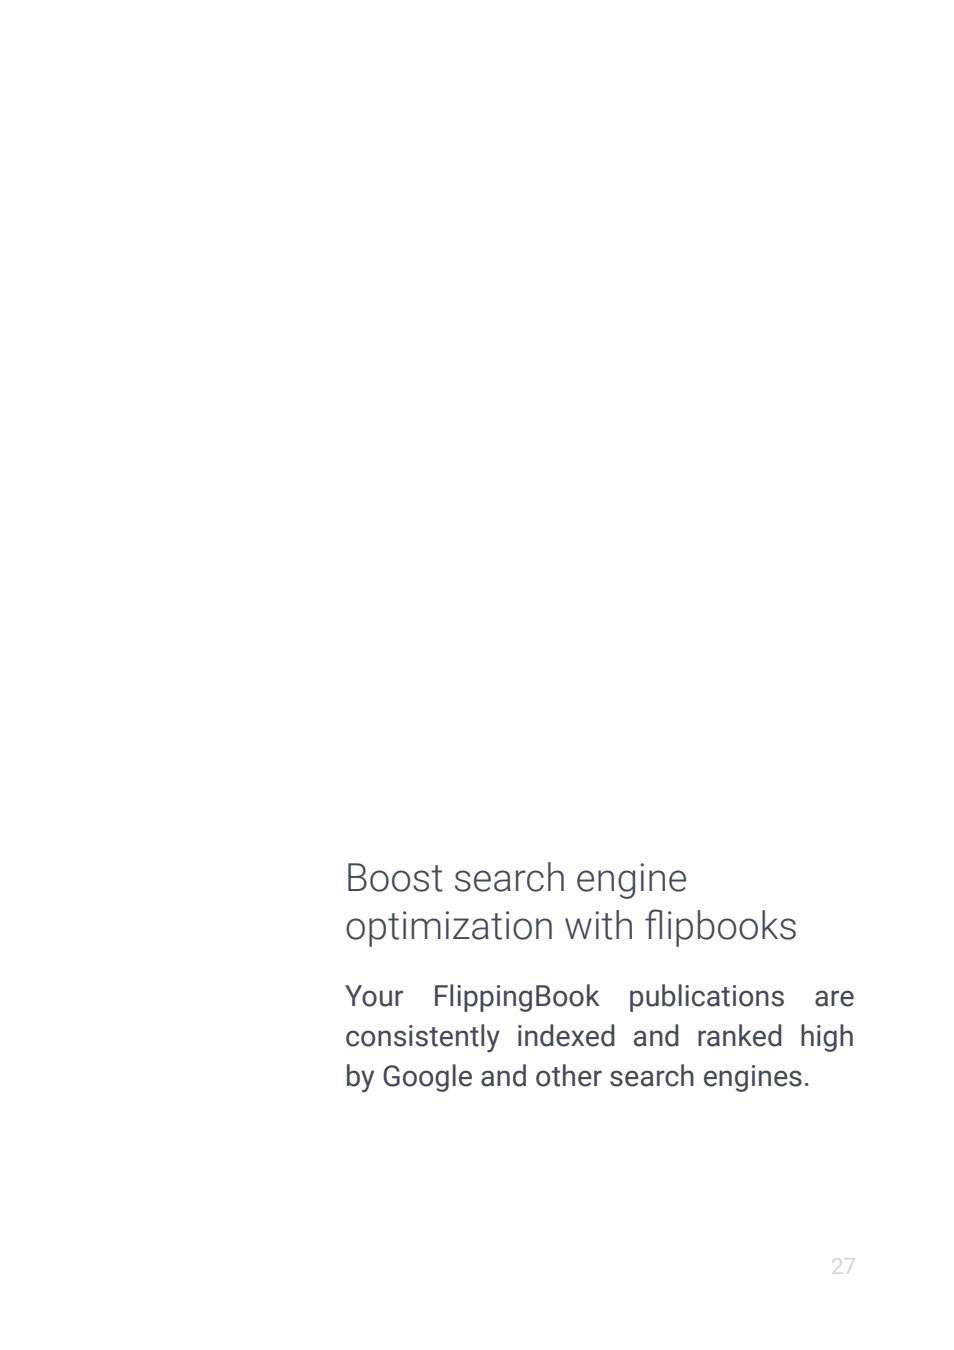 Boost search engine
optimization with flipbooks
Your FlippingBook publications are
consistently indexed and ranked high
by Google and other search engines.
27